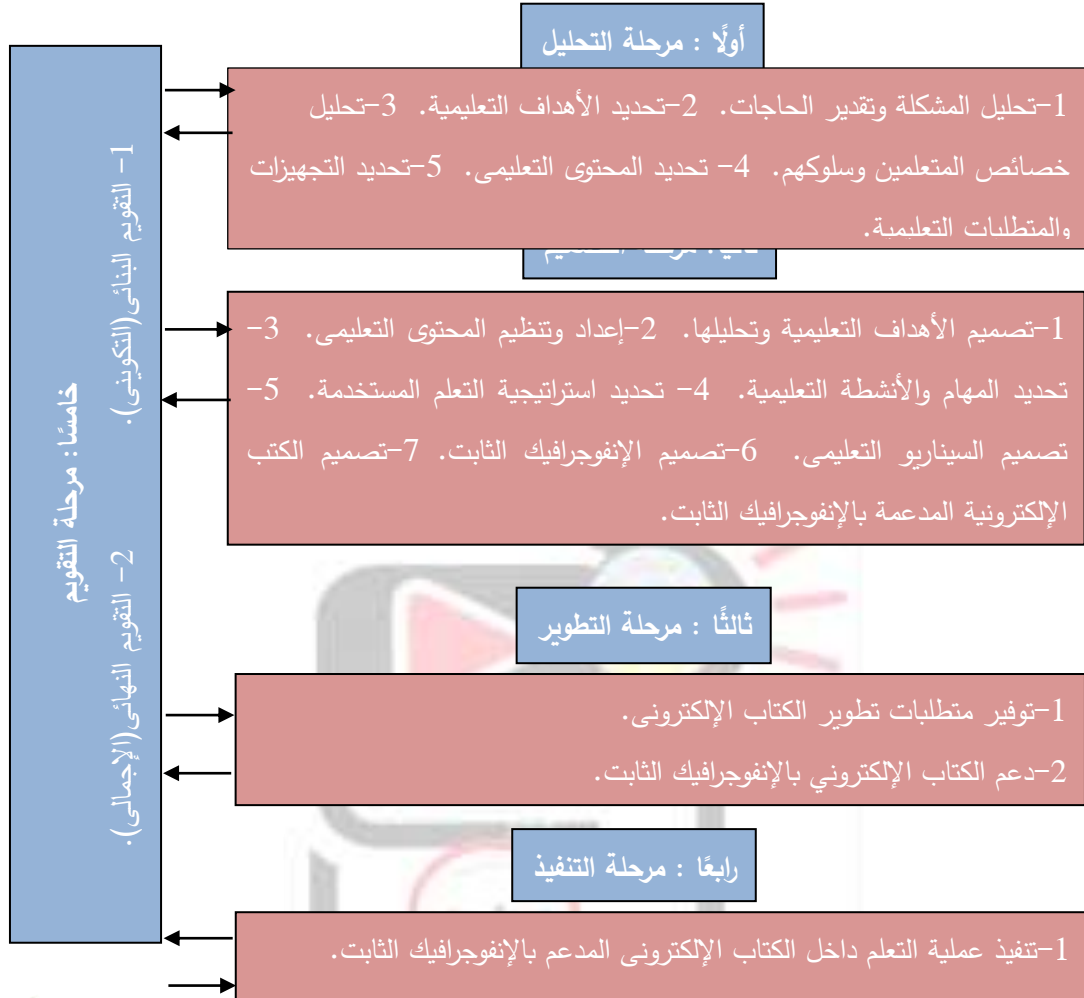 أولًا : مرحلة التحليل
1-تحليل المشكلة وتقدير الحاجات. 2-تحديد الأهداف التعليمية. 3-تحليل
خصائص المتعلمين وسلوكهم. 4- تحديد المحتوى التعليمى. 5-تحديد التجهيزات
والمتطلبات التعليمية.
1-تصميم الأهداف التعليمية وتحليلها. 2-إعداد وتنظيم المحتوى التعليمى. 3-
تحديد المهام والأنشطة التعليمية. 4- تحديد استراتيجية التعلم المستخدمة. 5-
تصميم السيناريو التعليمى. 6-تصميم الإنفوجرافيك الثابت. 7-تصميم الكتب
الإلكترونية المدعمة بالإنفوجرافيك الثابت.
ثالثًا : مرحلة التطوير
1-توفير متطلبات تطوير الكتاب الإلكترونى.
2-دعم الكتاب الإلكتروني بالإنفوجرافيك الثابت.
رابعًا : مرحلة التنفيذ
1-تنفيذ عملية التعلم داخل الكتاب الإلكترونى المدعم بالإنفوجرافيك الثابت.
خامسًا: مرحلة التقويم
1- التقويم البنائى(التكوينى). 2- التقويم النهائى(الإجمالى).